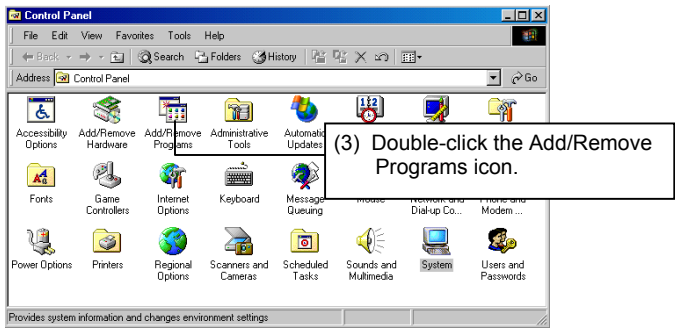 Control Panel
File Edit View Favorites Tools Help
Back Search Folders History
Address Control Panel Go
Accessibility Options
Add/Remove Hardware
Add/Remove Programs
Administrative Tools
Automatic Updates
(3) Double-click the Add/Remove
Programs icon.
Fonts
Game Controllers
Internet Options
Keyboard
Message Queuing
Mouse
Network and Dial-up Co...
Phone and Modem ...
Power Options
Printers
Regional Options
Scanners and Cameras
Scheduled Tasks
Sounds and Multimedia
System
Users and Passwords
Provides system information and changes environment settings